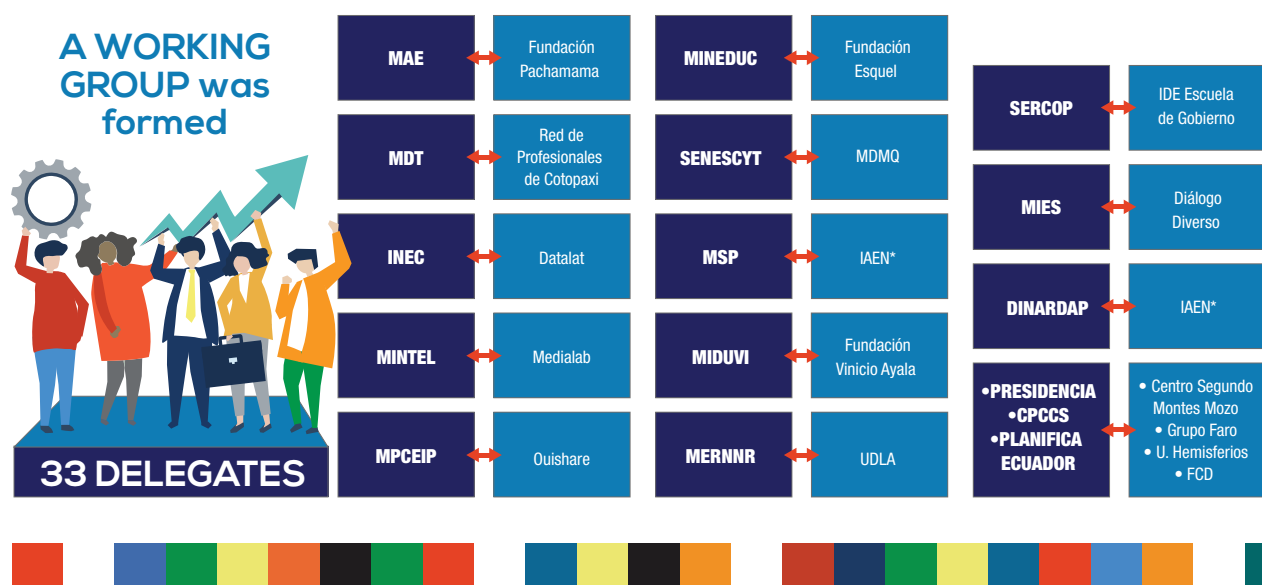 A WORKING
GROUP was
formed
33 DELEGATES
MAE
Fundación
Pachamama
MDT
Red de
Profesionales
de Cotopaxi
INEC
Datalat
MINTEL
Medialab
MPCEIP
Ouishare
MINEDUC
Fundación
Esquel
SENESCYT
MDMQ
MSP
IAEN*
MIDUVI
Fundación
Vinicio Ayala
MERNNR
UDLA
SERCOP
IDE Escuela
de Gobierno
MIES
Diálogo
Diverso
DINARDAP
IAEN*
•PRESIDENCIA
•CPCCS
•PLANIFICA
ECUADOR
• Centro Segundo
Montes Mozo
• Grupo Faro
• U. Hemisferios
• FCD